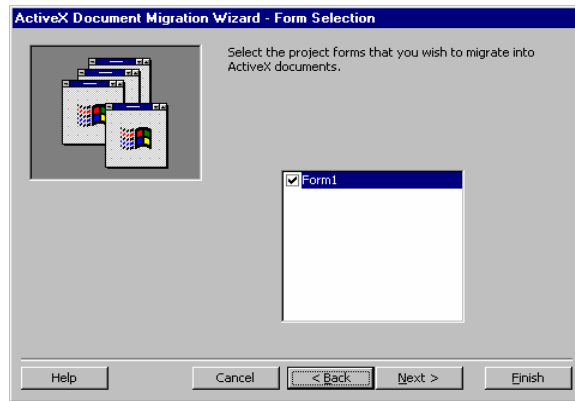 ActiveX Document Migration Wizard - Form Selection
Select the project forms that you wish to migrate into
ActiveX documents.
Form1
Help
Cancel
< Back
Next >
Finish